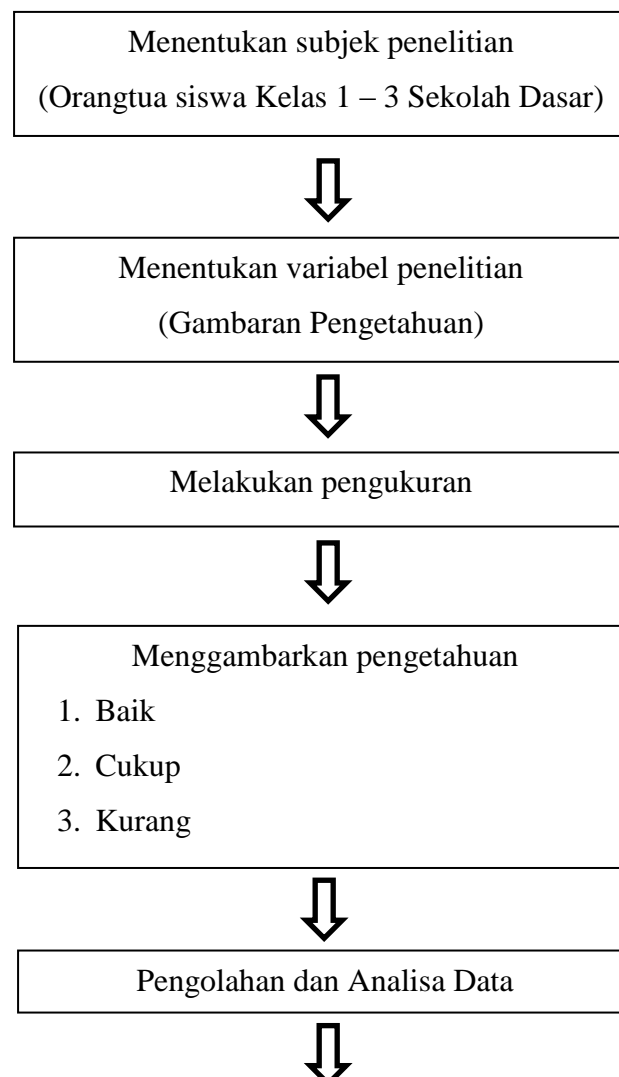 Menentukan subjek penelitian
(Orangtua siswa Kelas 1 – 3 Sekolah Dasar)
Menentukan variabel penelitian
(Gambaran Pengetahuan)
Melakukan pengukuran
Menggambarkan pengetahuan
1. Baik
2. Cukup
3. Kurang
Pengolahan dan Analisa Data